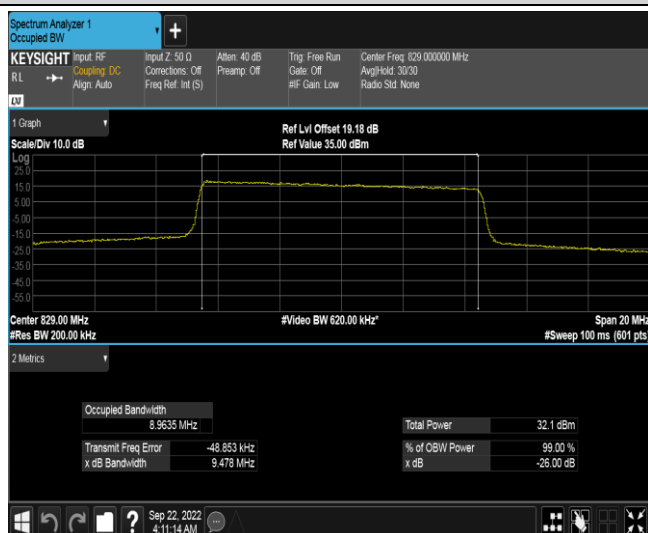 Spectrum Analyzer 1
Occupied BW
+
KEYSIGHT
RL
LXI
Input: RF
Coupling: DC
Align: Auto
Input Z: 50 Ω
Corrections: Off
Freq Ref: Int (S)
Atten: 40 dB
Preamp: Off
Trig: Free Run
Gate: Off
#IF Gain: Low
Center Freq: 829.000000 MHz
Avg|Hold: 30/30
Radio Std: None
1 Graph
Scale/Div 10.0 dB
Ref Lvl Offset 19.18 dB
Ref Value 35.00 dBm
Log
25.0
15.0
5.00
-5.00
-15.0
-25.0
-35.0
-45.0
-55.0
Center 829.00 MHz
#Res BW 200.00 kHz
#Video BW 620.00 kHz*
Span 20 MHz
#Sweep 100 ms (601 pts)
2 Metrics
Occupied Bandwidth
8.9635 MHz
Total Power 32.1 dBm
Transmit Freq Error -48.853 kHz
% of OBW Power 99.00 %
x dB Bandwidth 9.478 MHz
x dB -26.00 dB
?
Sep 22, 2022
4:11:14 AM